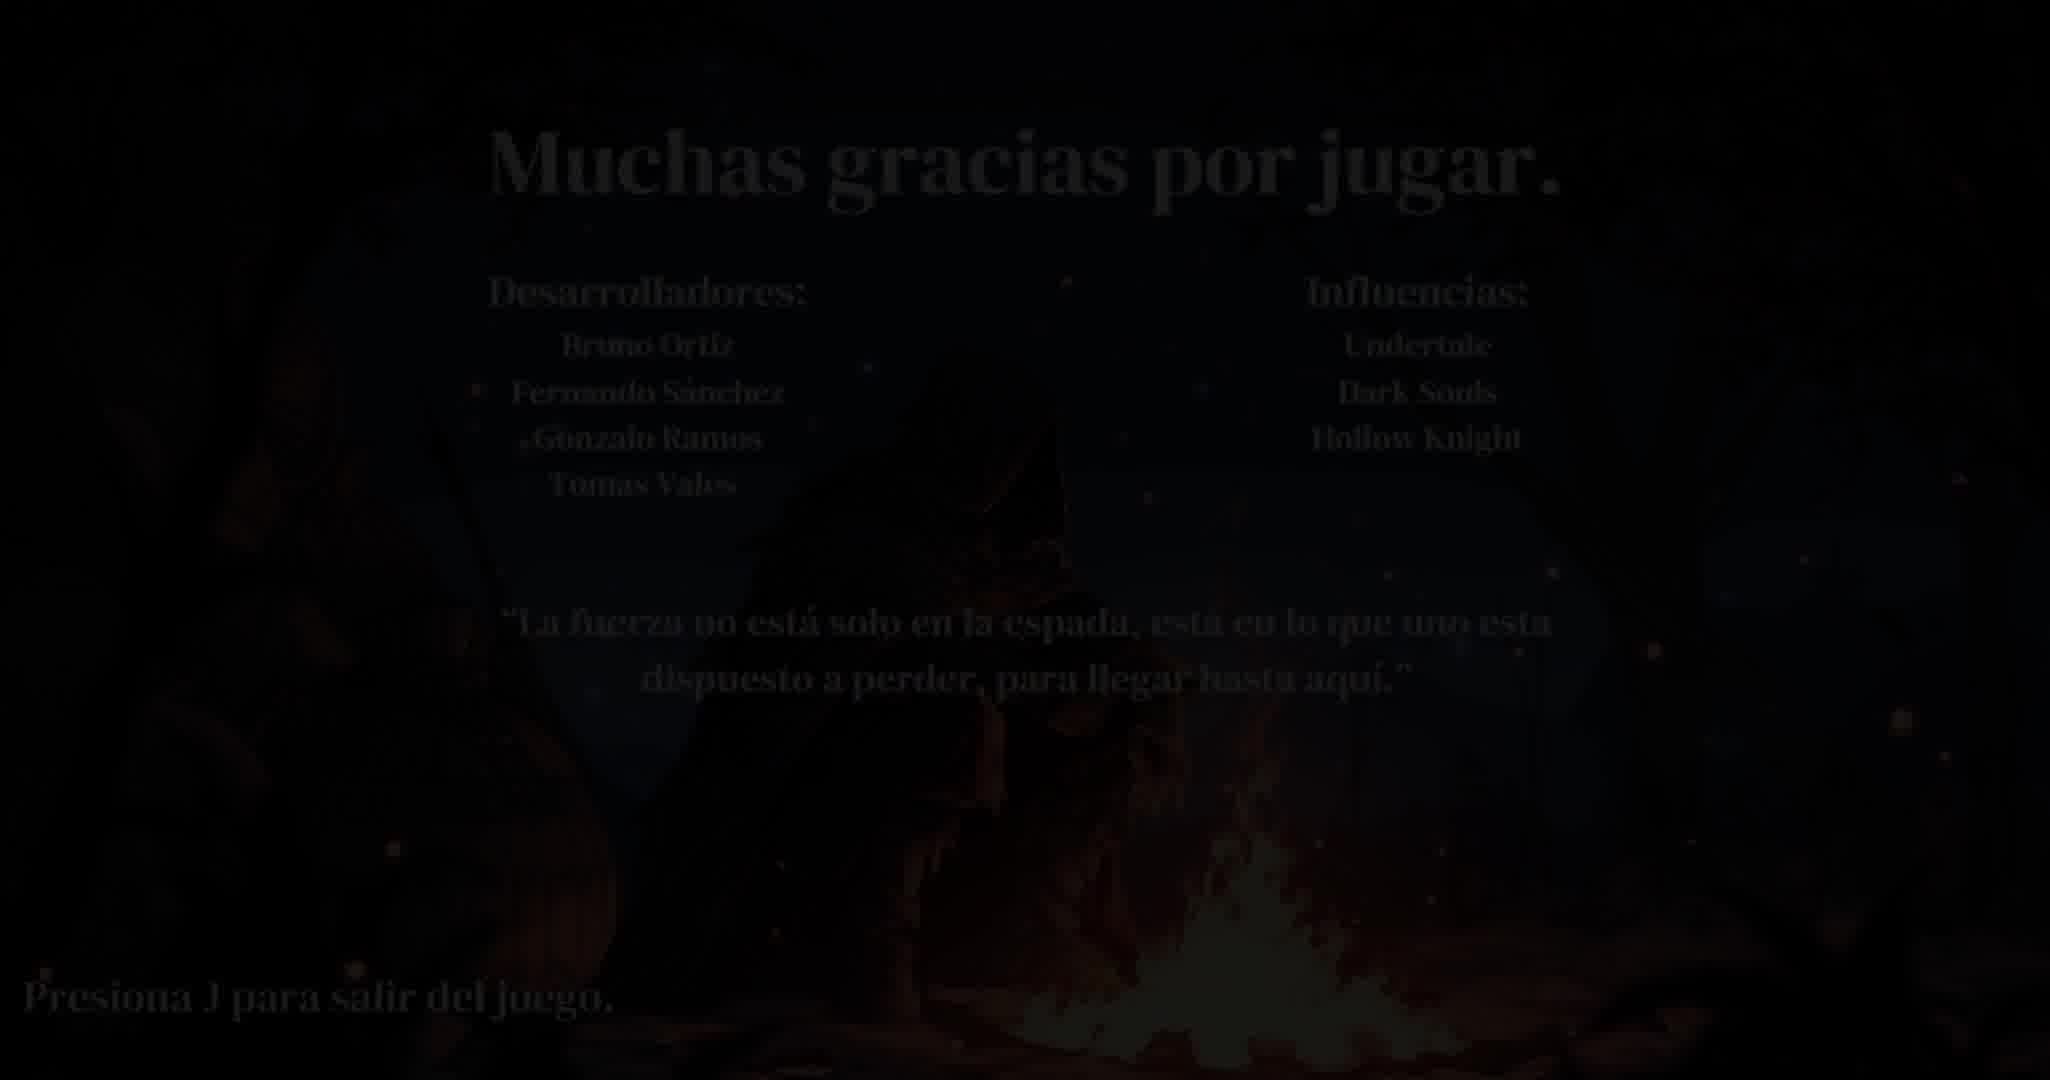 Muchas gracias por jugar.
Desarrolladores:
Bruno Ortiz
Fernando Sánchez
Gonzalo Ramos
Tomas Vales
Influencias:
Undertale
Dark Souls
Hollow Knight
“La fuerza no está solo en la espada, está en lo que uno esta
dispuesto a perder, para llegar hasta aquí.”
Presiona J para salir del juego.